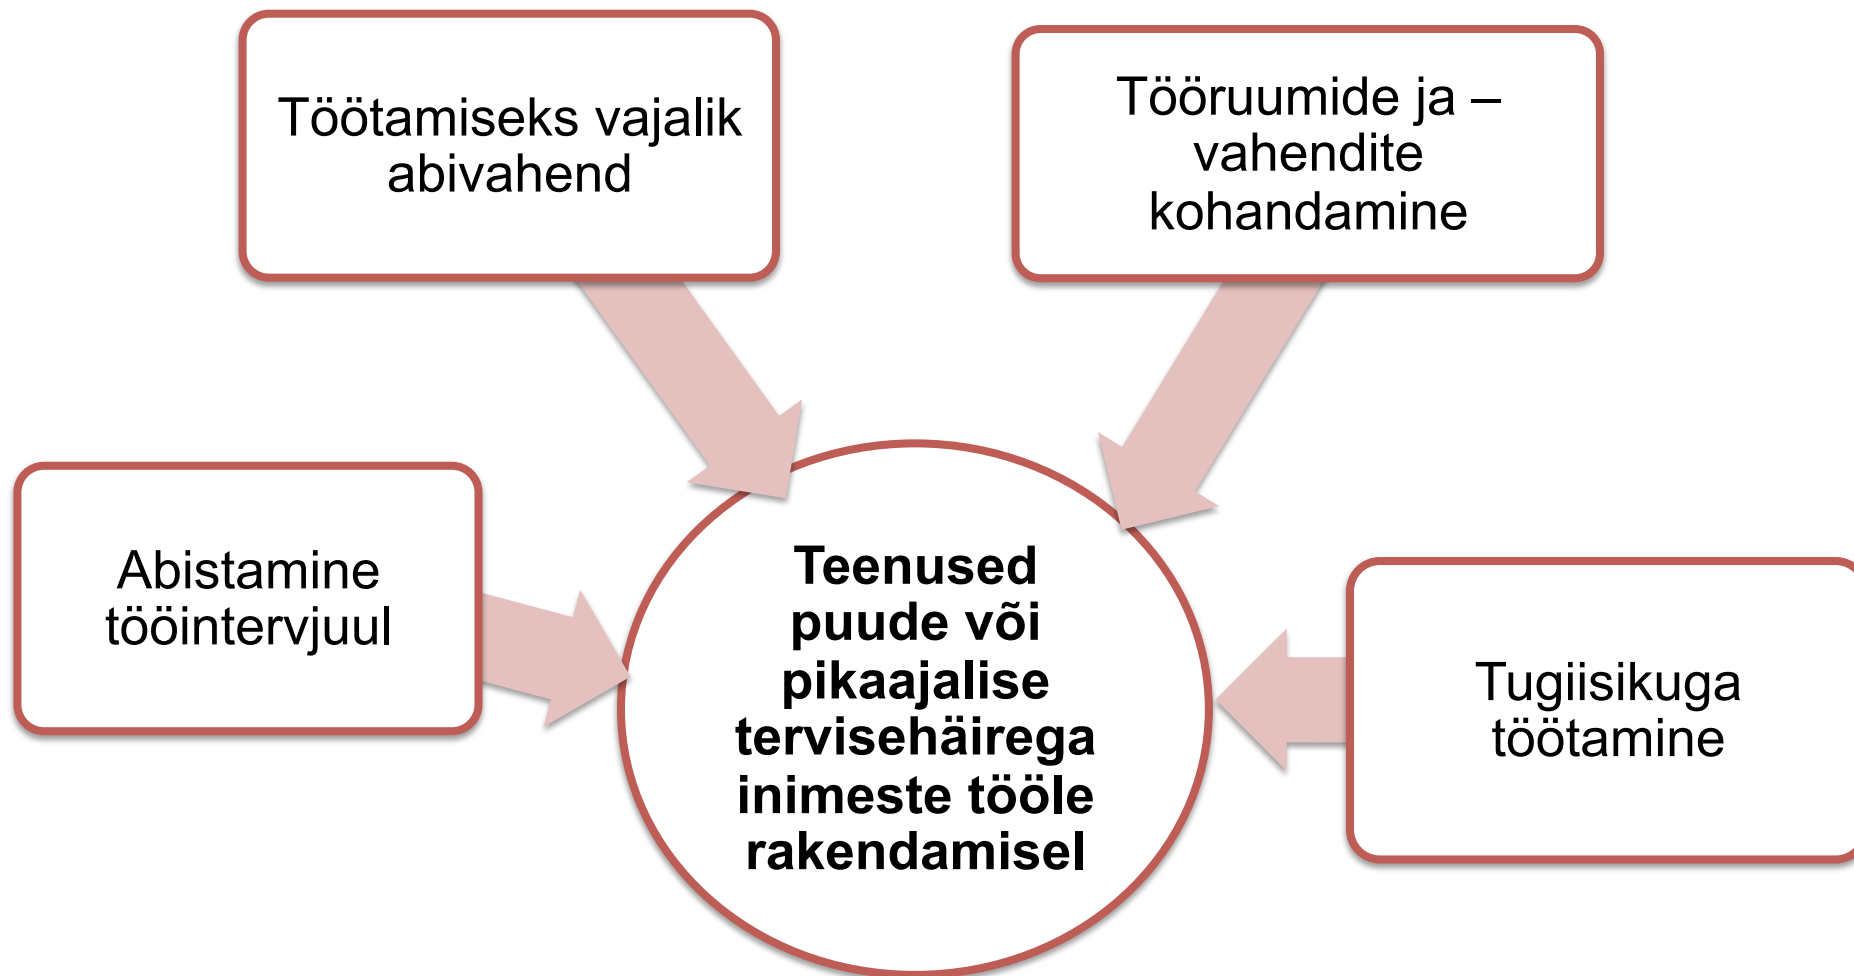 Töötamiseks vajalik
abivahend
Tööruumide ja –
vahendite
kohandamine
Abistamine
tööintervjuul
Teenused
puude või
pikaajalise
tervisehäirega
inimeste tööle
rakendamisel
Tugiisikuga
töötamine